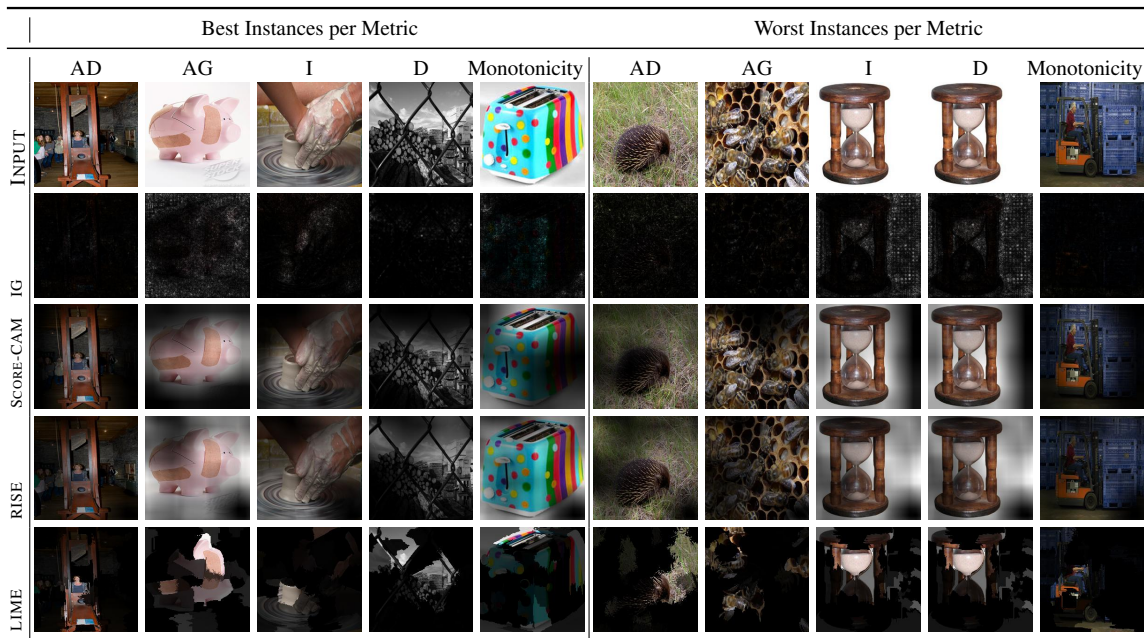 Best Instances per Metric Worst Instances per Metric
AD AG I D Monotonicity AD AG I D Monotonicity
INPUT
IG
SCORE-CAM
RISE
LIME